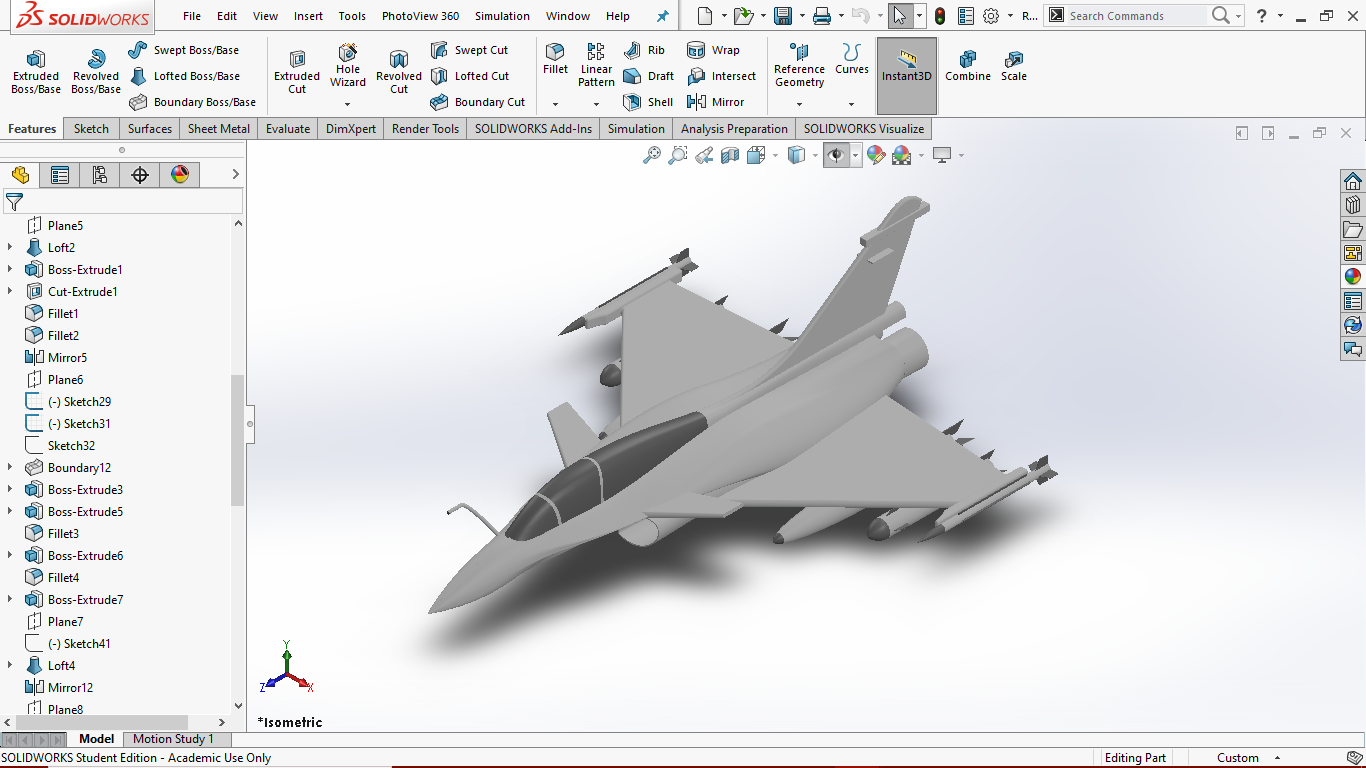 SOLIDWORKS File Edit View Insert Tools PhotoView 360 Simulation Window Help R... Search Commands ?
Extruded Boss/Base
Revolved Boss/Base
Swept Boss/Base
Lofted Boss/Base
Boundary Boss/Base
Extruded Cut
Hole Wizard
Revolved Cut
Swept Cut
Lofted Cut
Boundary Cut
Fillet
Linear Pattern
Rib
Draft
Shell
Wrap
Intersect
Mirror
Reference Geometry
Curves
Instant3D
Combine
Scale
Features Sketch Surfaces Sheet Metal Evaluate DimXpert Render Tools SOLIDWORKS Add-Ins Simulation Analysis Preparation SOLIDWORKS Visualize
Plane5
Loft2
Boss-Extrude1
Cut-Extrude1
Fillet1
Fillet2
Mirror5
Plane6
(-) Sketch29
(-) Sketch31
Sketch32
Boundary12
Boss-Extrude3
Boss-Extrude5
Fillet3
Boss-Extrude6
Fillet4
Boss-Extrude7
Plane7
(-) Sketch41
Loft4
Mirror12
Plane8
Y
Z
X
*Isometric
Model Motion Study 1
SOLIDWORKS Student Edition - Academic Use Only Editing Part Custom